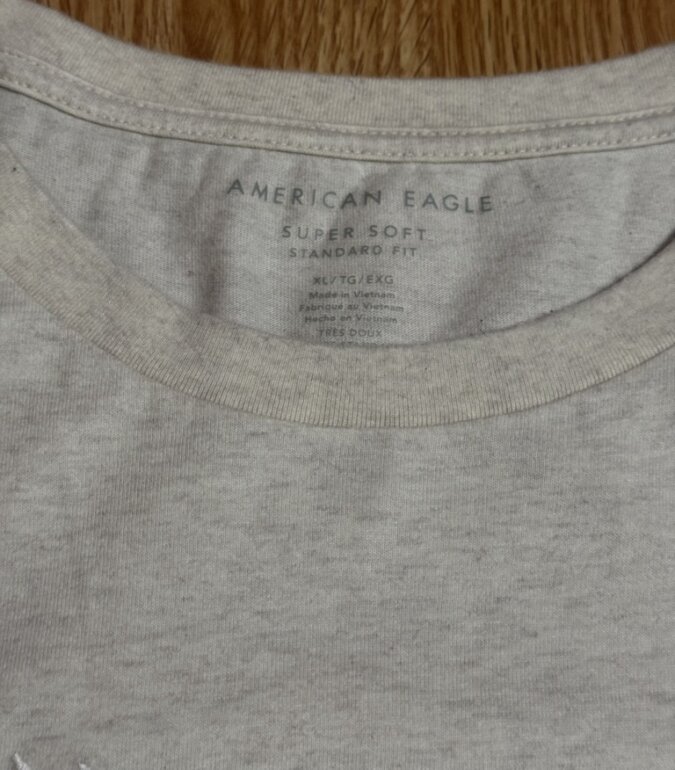 AMERICAN EAGLE
SUPER SOFT
STANDARD FIT
XL/TG/EXG
Made in Vietnam
Fabriqué au Vietnam
Hecho en Vietnam
TRÈS DOUX